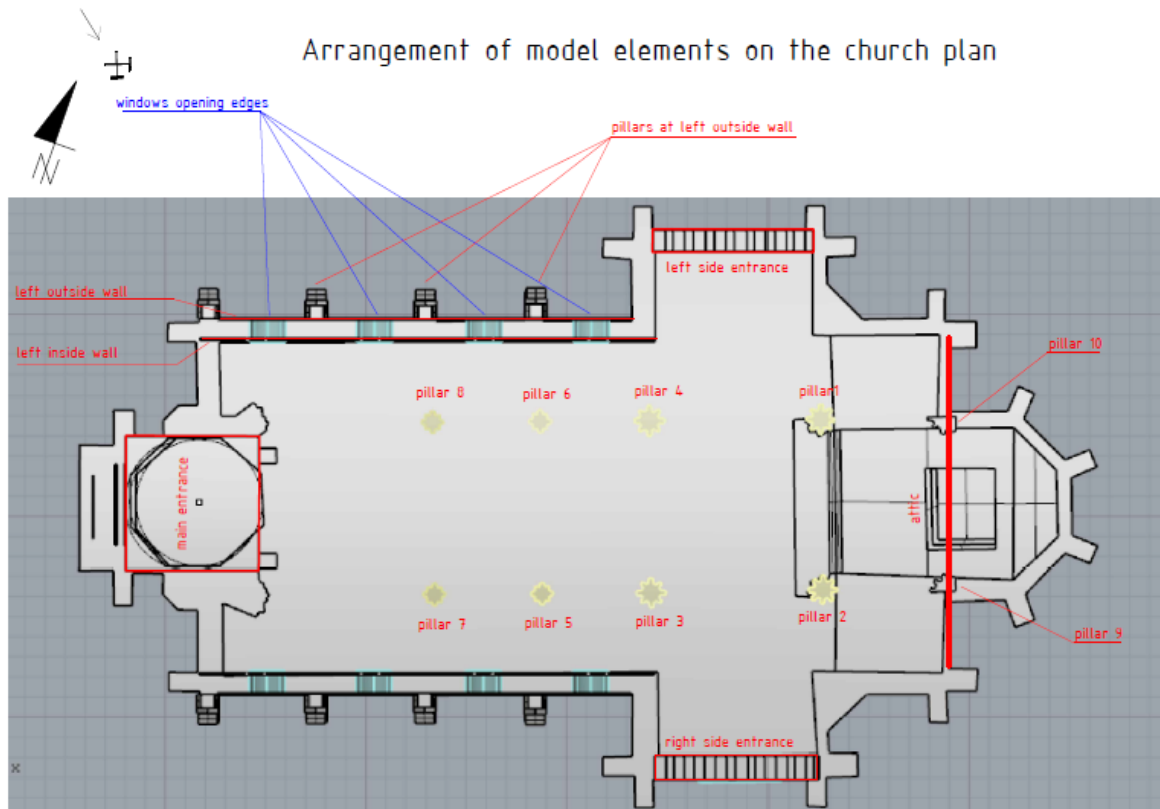 Arrangement of model elements on the church plan
windows opening edges
pillars at left outside wall
N
left side entrance
left outside wall
left inside wall
pillar 10
pillar 8
pillar 6
pillar 4
pillar1
main entrance
attic
pillar 7
pillar 5
pillar 3
pillar 2
pillar 9
right side entrance
x